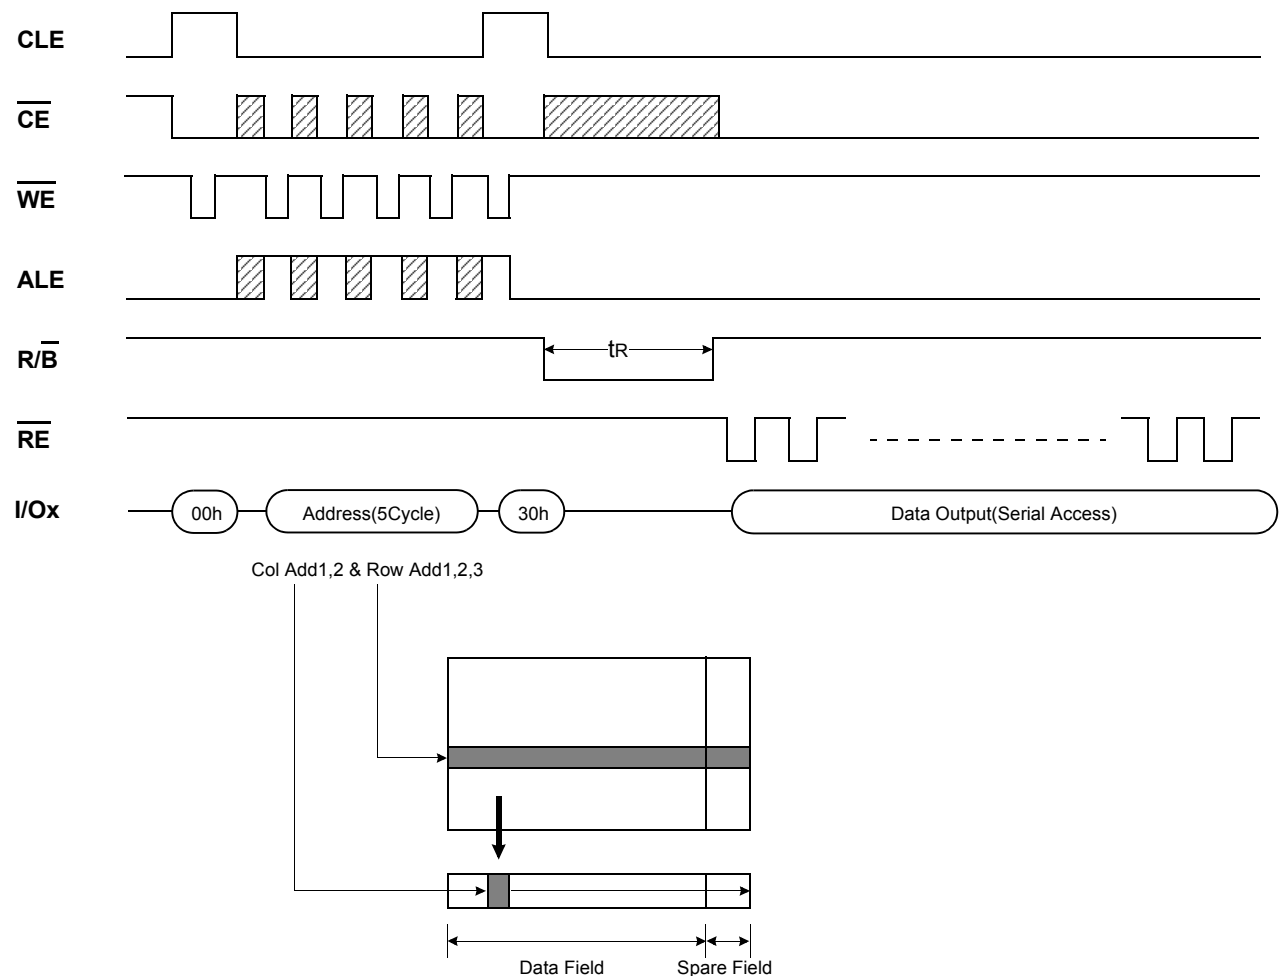 CLE
CE
WE
ALE
R/B
tR
RE
I/Ox
00h
Address(5Cycle)
30h
Data Output(Serial Access)
Col Add1,2 & Row Add1,2,3
Data Field
Spare Field